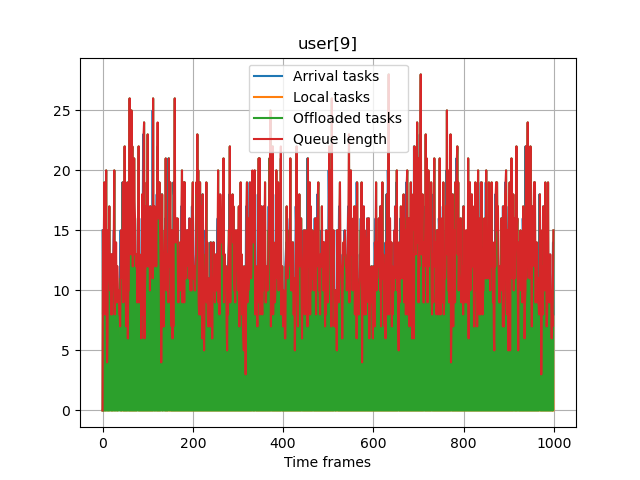 user[9]
Arrival tasks
Local tasks
Offloaded tasks
Queue length
25
20
15
10
5
0
0 200 400 600 800 1000
Time frames